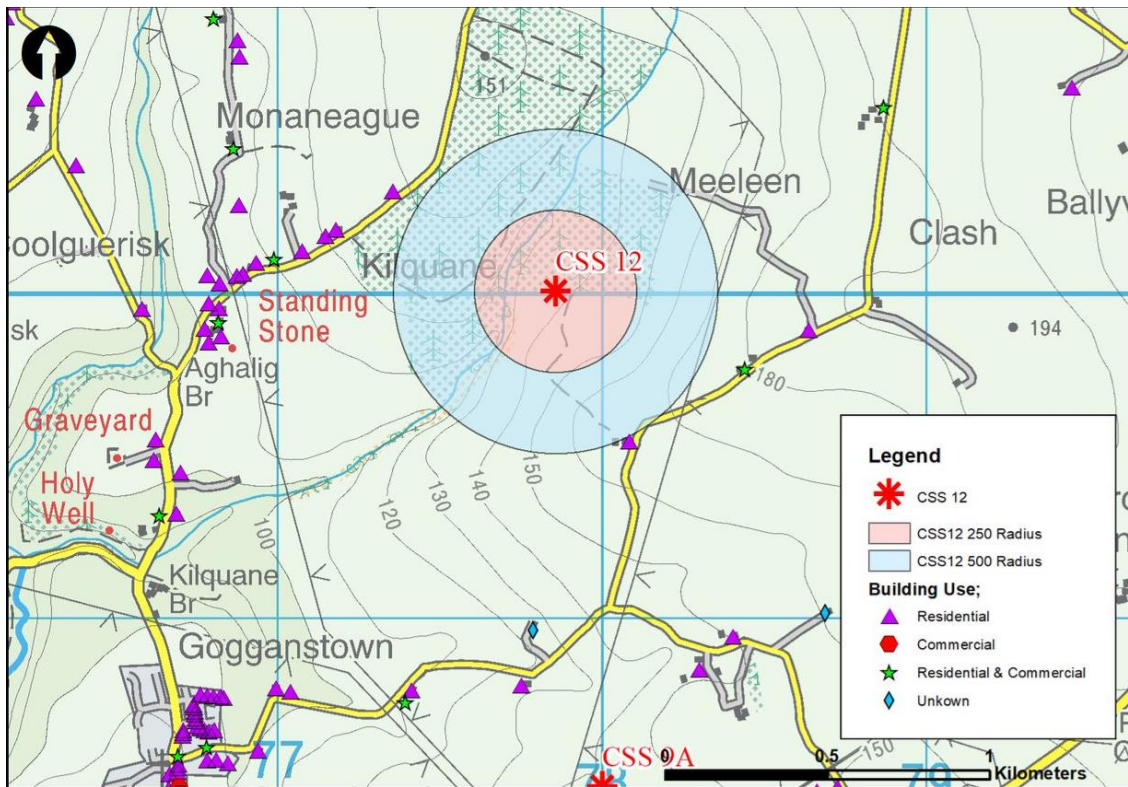 151
Monaneague
Meeleen
Ballyv
oolguerisk
Clash
Kilquane
CSS 12
Standing
Stone
sk
194
Aghalig
Br
180
Graveyard
150
Holy
Well
140
130
120
100
Kilquane
Br
Gogganstown
77
CSS 9A
79
150
Legend
CSS 12
CSS12 250 Radius
CSS12 500 Radius
Building Use;
Residential
Commercial
Residential & Commercial
Unkown
0
0.5
1
Kilometers